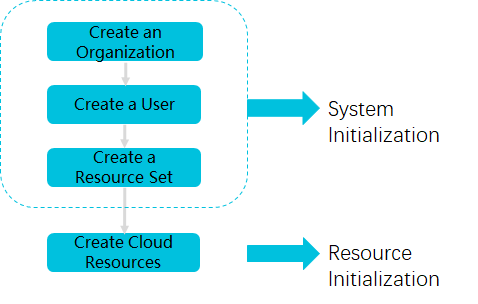 Create an
Organization
Create a User
Create a
Resource Set
System
Initialization
Create Cloud
Resources
Resource
Initialization